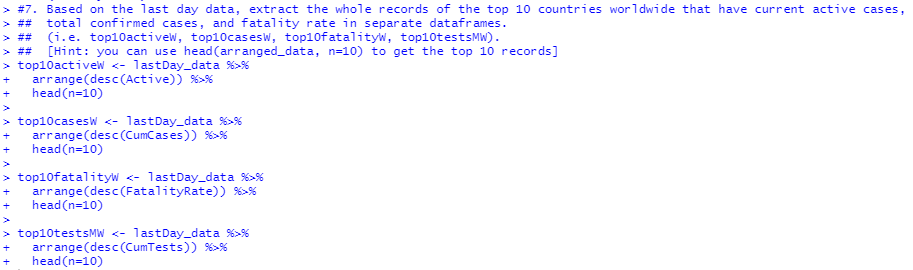 > #7. Based on the last day data, extract the whole records of the top 10 countries worldwide that have current active cases,
> ##  total confirmed cases, and fatality rate in separate dataframes.
> ##  (i.e. top10activeW, top10casesW, top10fatalityW, top10testsMW).
> ##  [Hint: you can use head(arranged_data, n=10) to get the top 10 records]
> top10activeW <- lastDay_data %>%
+   arrange(desc(Active)) %>%
+   head(n=10)
>
> top10casesW <- lastDay_data %>%
+   arrange(desc(CumCases)) %>%
+   head(n=10)
>
> top10fatalityW <- lastDay_data %>%
+   arrange(desc(FatalityRate)) %>%
+   head(n=10)
>
> top10testsMW <- lastDay_data %>%
+   arrange(desc(CumTests)) %>%
+   head(n=10)